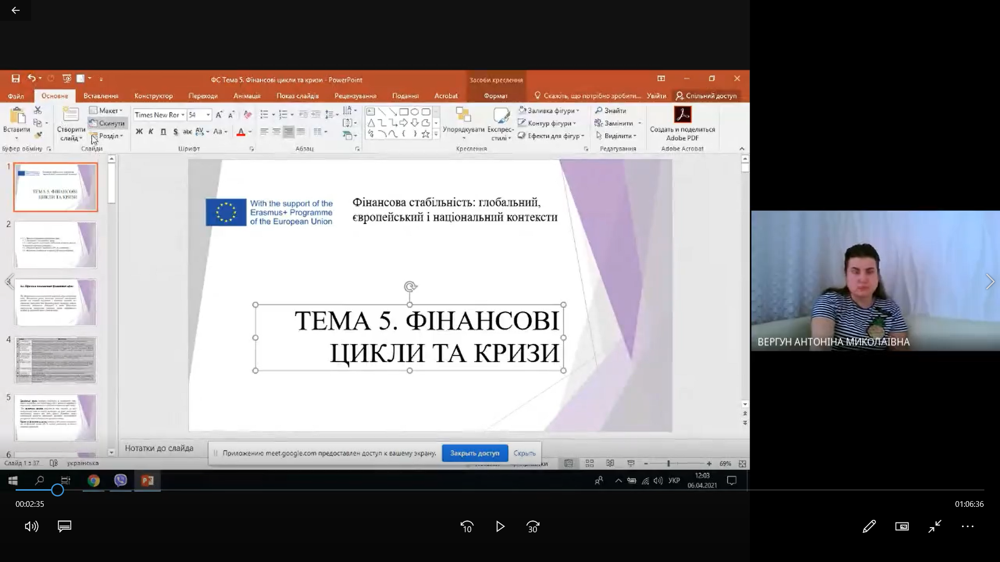 ФС Тема 5. Фінансові цикли та кризи - PowerPoint
Засоби креслення
Файл
Основне
Вставлення
Конструктор
Переходи
Анімація
Показ слайдів
Рецензування
Подання
Acrobat
Формат
Скажіть, що потрібно зробити...
Увійти
Спільний доступ
Вставити
Створити
слайд
Макет
Скинути
Розділ
Times New Ror
54
Ж К П S abc AV Aa А
Заливка фігури
Контур фігури
Ефекти для фігур
Упорядкувати
Експрес-
стилі
Знайти
Замінити
Виділити
Создать и поделиться
Adobe PDF
Буфер обміну
Слайди
Шрифт
Абзац
Креслення
Редагування
Adobe Acrobat
1
ТЕМА 5. ФІНАНСОВІ
ЦИКЛИ ТА КРИЗИ
2
4
5
6
With the support of the
Erasmus+ Programme
of the European Union
Фінансова стабільність: глобальний,
європейський і національний контексти
ТЕМА 5. ФІНАНСОВІ
ЦИКЛИ ТА КРИЗИ
ВЕРГУН АНТОНІНА МИКОЛАЇВНА
Нотатки до слайда
Приложению meet.google.com предоставлен доступ к вашему экрану.
Закрыть доступ
Скрыть
Слайд 1 з 37
українська
69%
УКР
12:03
06.04.2021
00:02:35
01:06:36
10
30